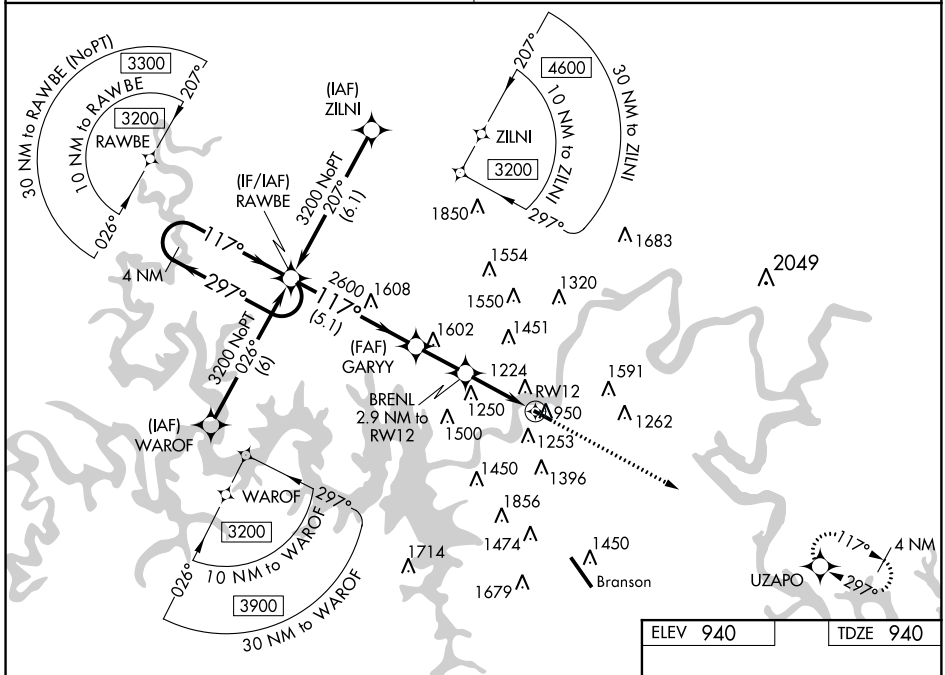 30 NM to RAWBE (NoPT)
3300
207°
10 NM to RAWBE
3200
RAWBE
026°
(IAF)
ZILNI
207°
4600
30 NM to ZILNI
10 NM to ZILNI
ZILNI
3200
297°
(IF/IAF)
RAWBE
3200 NoPT
207°
(6.1)
1850
1683
117°
4 NM
297°
2600
117°
(5.1)
1608
1554
1550
1320
2049
1602
1451
3200 NoPT
026°
(6)
(FAF)
GARYY
BRENL
2.9 NM to
RW12
1224
RW12
1591
1250
950
1262
1500
1253
(IAF)
WAROF
1450
1396
WAROF
297°
3200
10 NM to WAROF
026°
3900
30 NM to WAROF
1856
1474
1714
1450
Branson
1679
UZAPO
117°
4 NM
297°
ELEV 940
TDZE 940